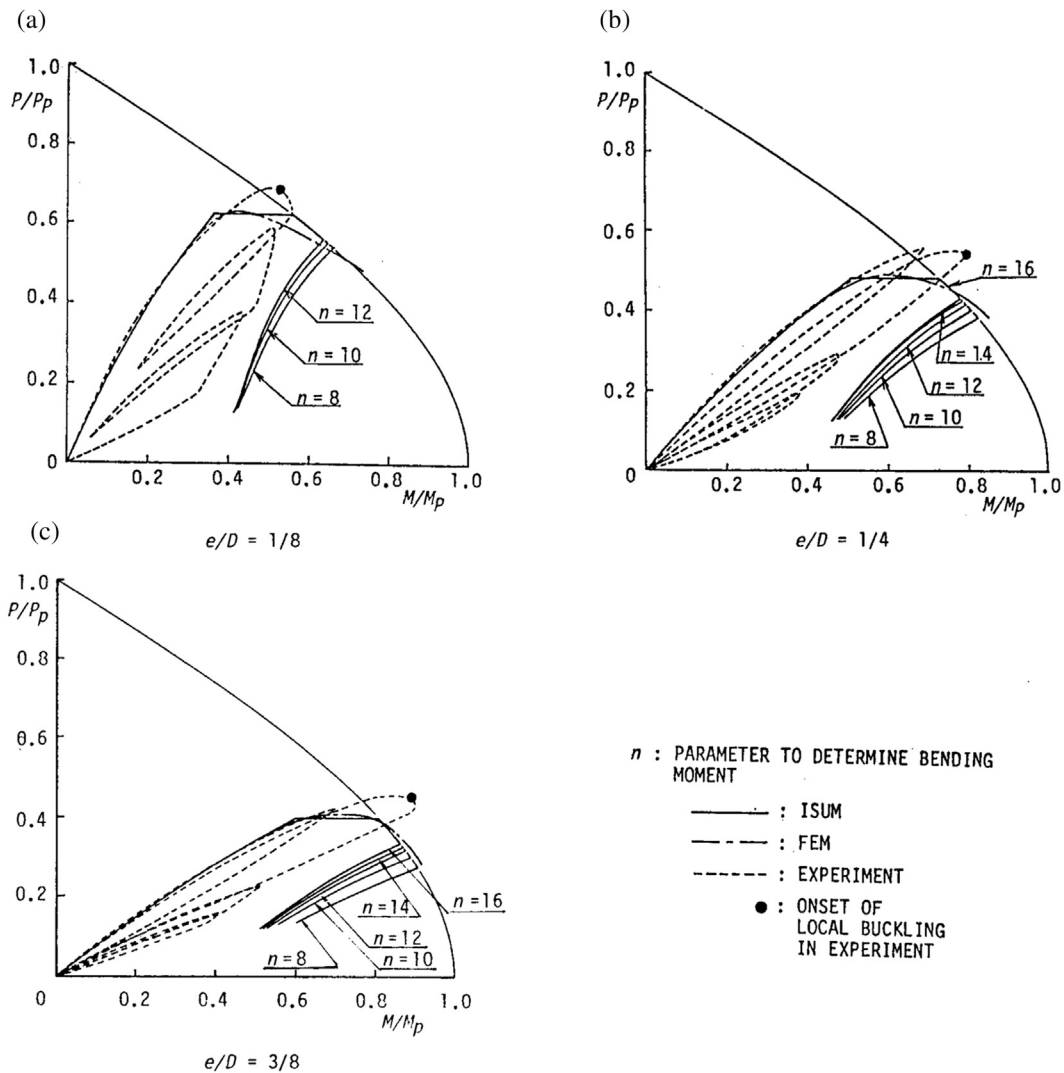 (a)
1.0
P/Pp
0.8
0.6
0.4
0.2
0
n = 12
n = 10
n = 8
0.2 0.4 0.6 0.8 1.0
M/Mp
e/D = 1/8
(b)
1.0
P/Pp
0.8
0.6
0.4
0.2
0
n = 16
n = 14
n = 12
n = 10
n = 8
0.2 0.4 0.6 0.8 1.0
M/Mp
e/D = 1/4
(c)
1.0
P/Pp
0.8
0.6
0.4
0.2
0
n = 16
n = 14
n = 12
n = 10
n = 8
0.2 0.4 0.6 0.8 1.0
M/Mp
e/D = 3/8
n : PARAMETER TO DETERMINE BENDING
MOMENT
: ISUM
: FEM
: EXPERIMENT
: ONSET OF
LOCAL BUCKLING
IN EXPERIMENT